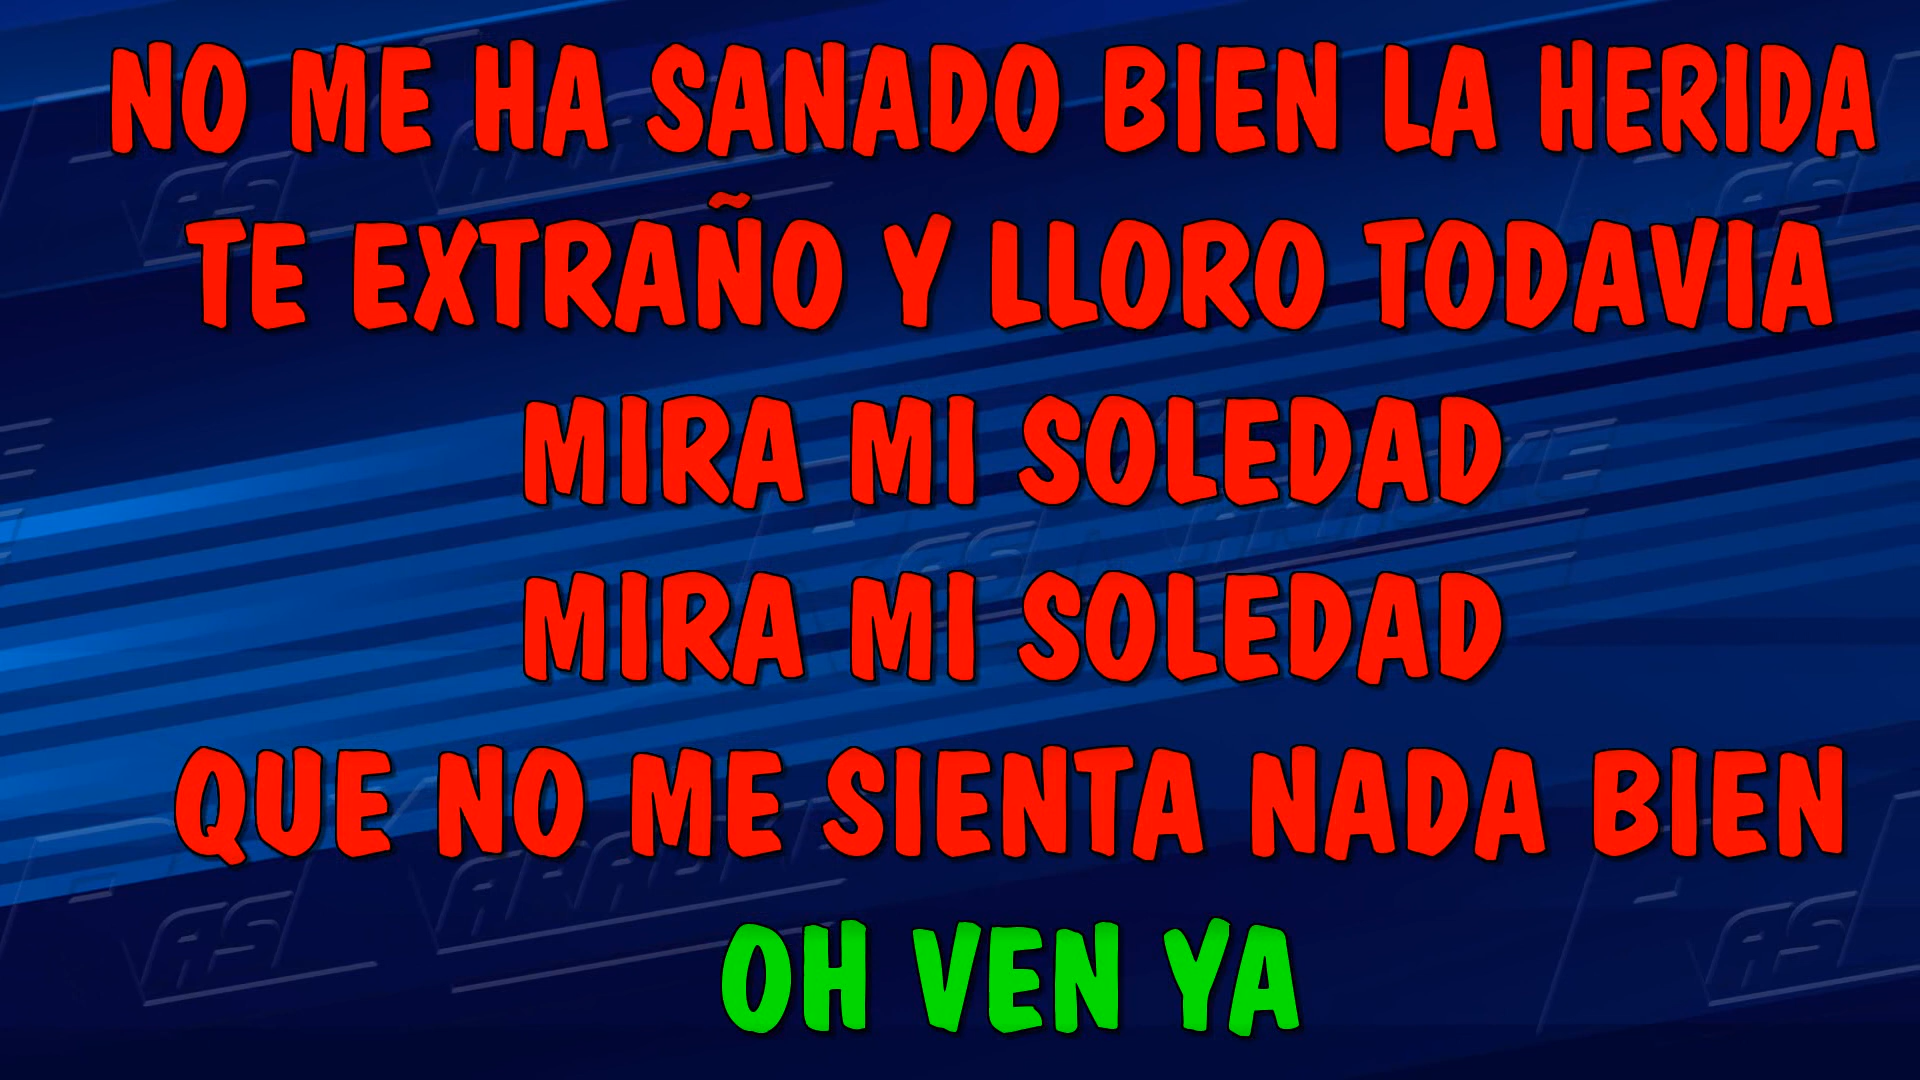 NO ME HA SANADO BIEN LA HERIDA
TE EXTRAÑO Y LLORO TODAVIA
MIRA MI SOLEDAD
MIRA MI SOLEDAD
QUE NO ME SIENTA NADA BIEN
OH VEN YA